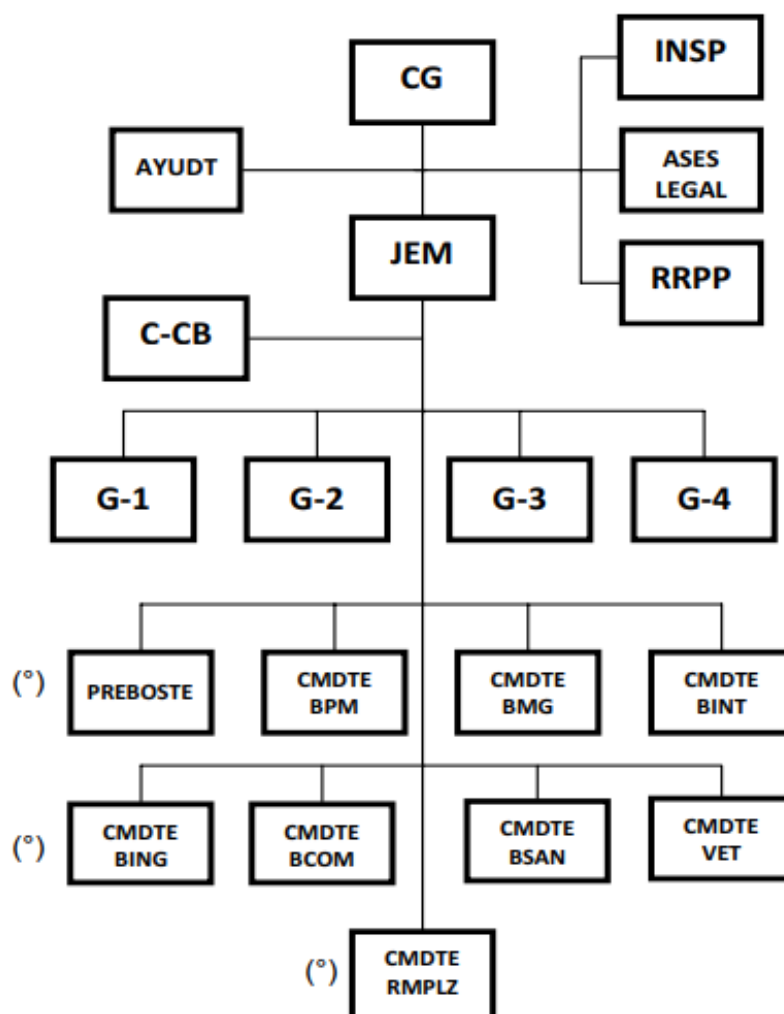 CG
INSP
AYUDT
ASES
LEGAL
JEM
RRPP
C-CB
G-1
G-2
G-3
G-4
(°)
PREBOSTE
CMDTE
BPM
CMDTE
BMG
CMDTE
BINT
(°)
CMDTE
BING
CMDTE
BCOM
CMDTE
BSAN
CMDTE
VET
(°)
CMDTE
RMPLZ